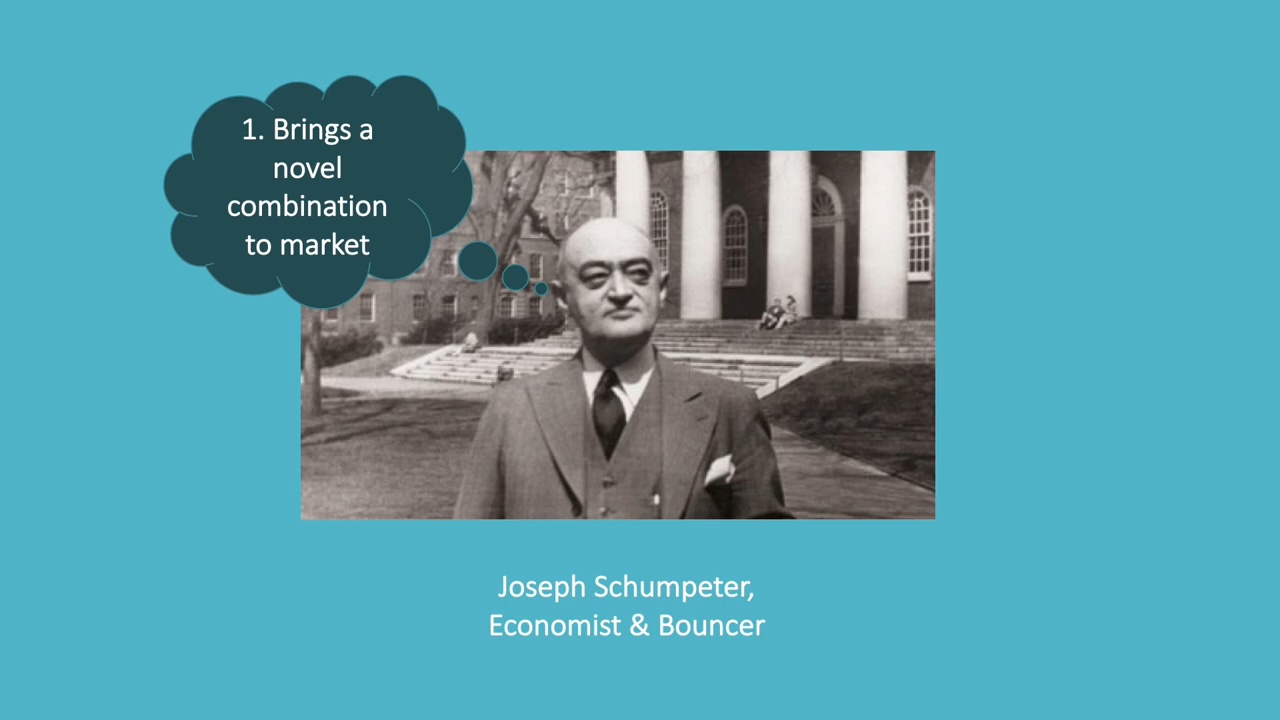 1. Brings a
novel
combination
to market
Joseph Schumpeter,
Economist & Bouncer